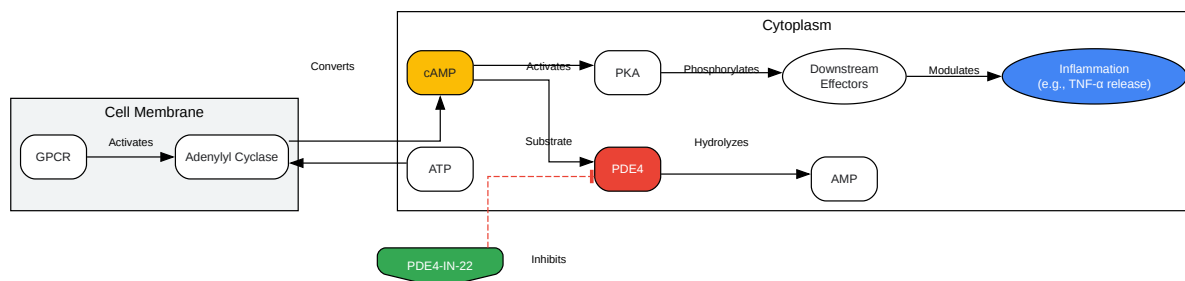 Cytoplasm
Converts
cAMP
Activates
PKA
Phosphorylates
Downstream
Effectors
Modulates
Inflammation
(e.g., TNF-α release)
Cell Membrane
GPCR
Activates
Adenylyl Cyclase
ATP
Substrate
PDE4
Hydrolyzes
AMP
PDE4-IN-22
Inhibits